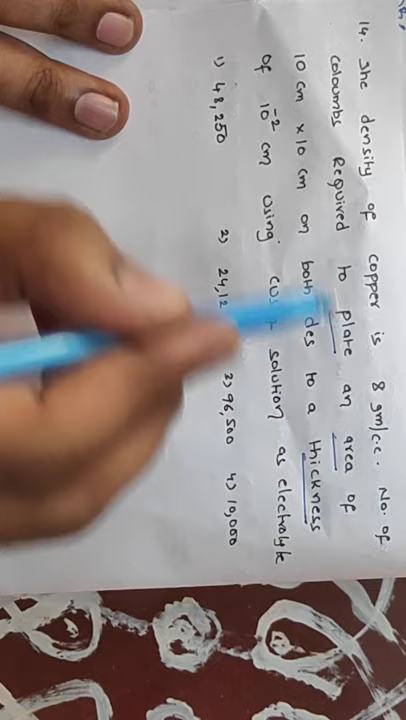 14. The density of copper is 8 gm/c.c. No. of
coloumbs Required to plate an area of
10 cm x 10 cm on both des to a thickness
of 10⁻² cm using solution as electrolyte
1) 48,250 2) 24,12 3) 96,500 4) 10,000